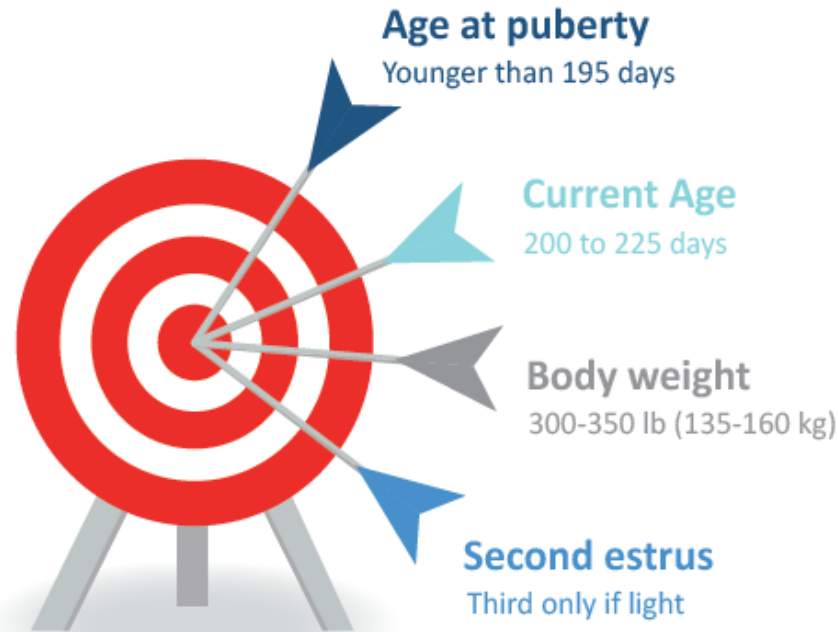 Age at puberty
Younger than 195 days
Current Age
200 to 225 days
Body weight
300-350 lb (135-160 kg)
Second estrus
Third only if light